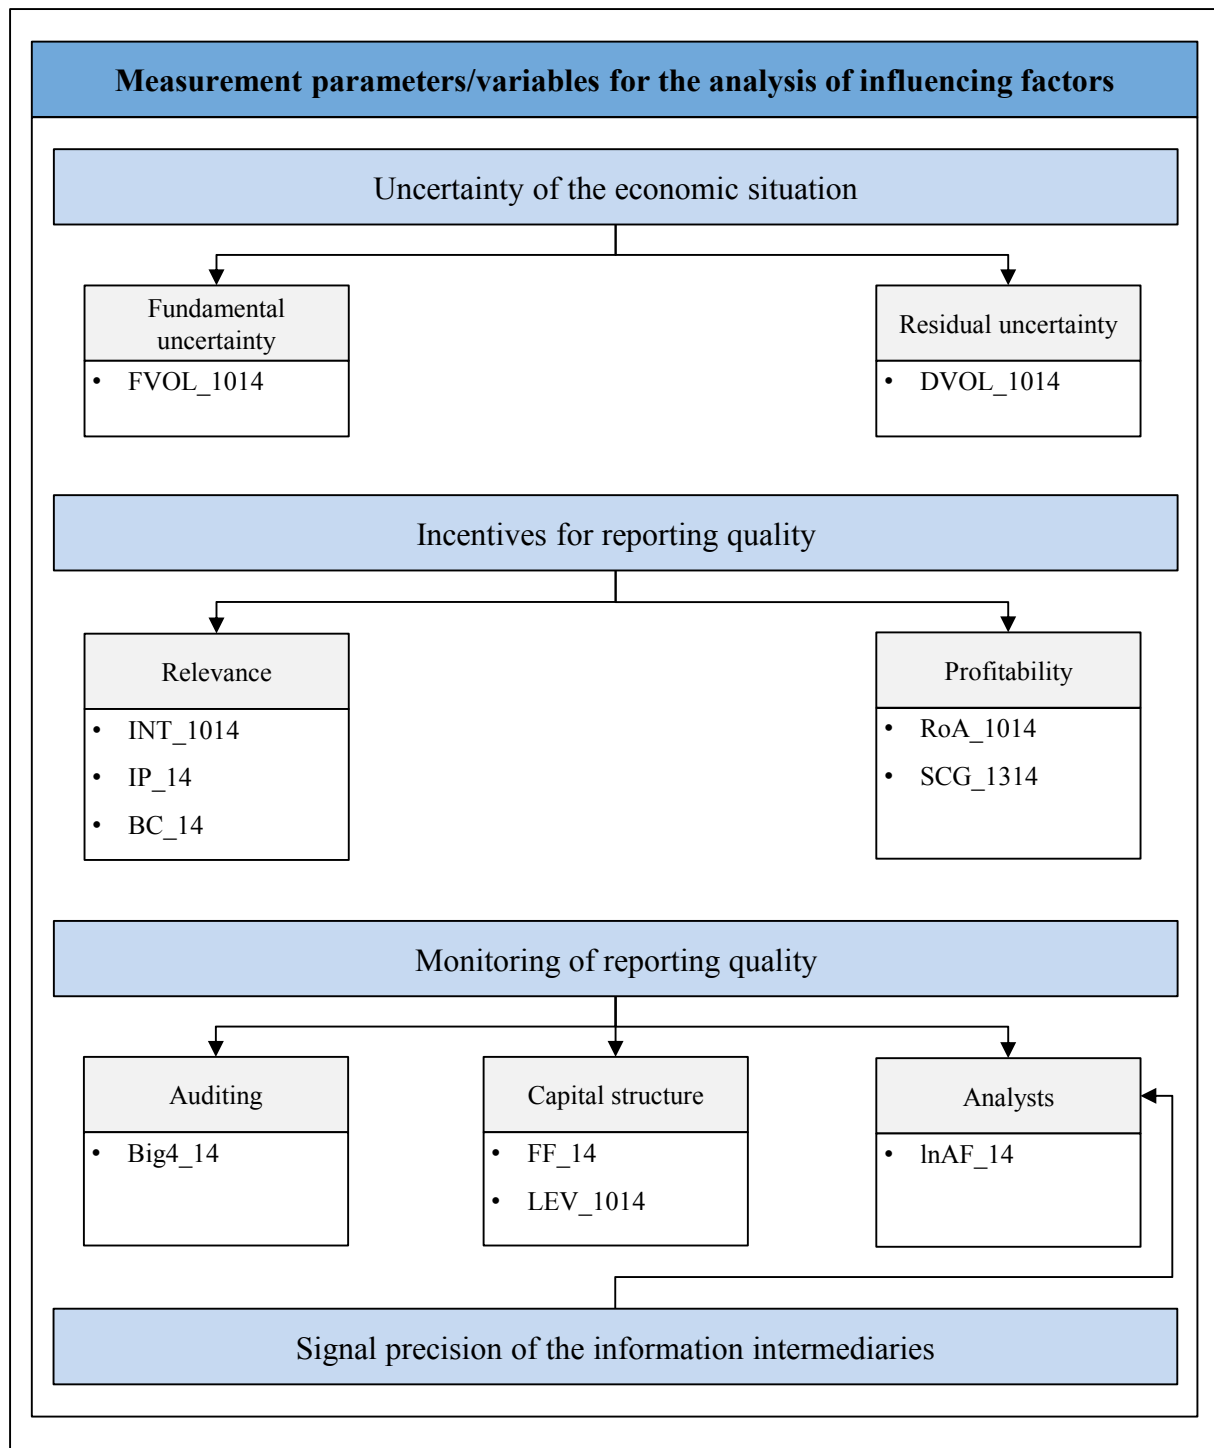 Measurement parameters/variables for the analysis of influencing factors
Uncertainty of the economic situation
Fundamental
uncertainty
• FVOL_1014
Residual uncertainty
• DVOL_1014
Incentives for reporting quality
Relevance
• INT_1014
• IP_14
• BC_14
Profitability
• RoA_1014
• SCG_1314
Monitoring of reporting quality
Auditing
• Big4_14
Capital structure
• FF_14
• LEV_1014
Analysts
• lnAF_14
Signal precision of the information intermediaries